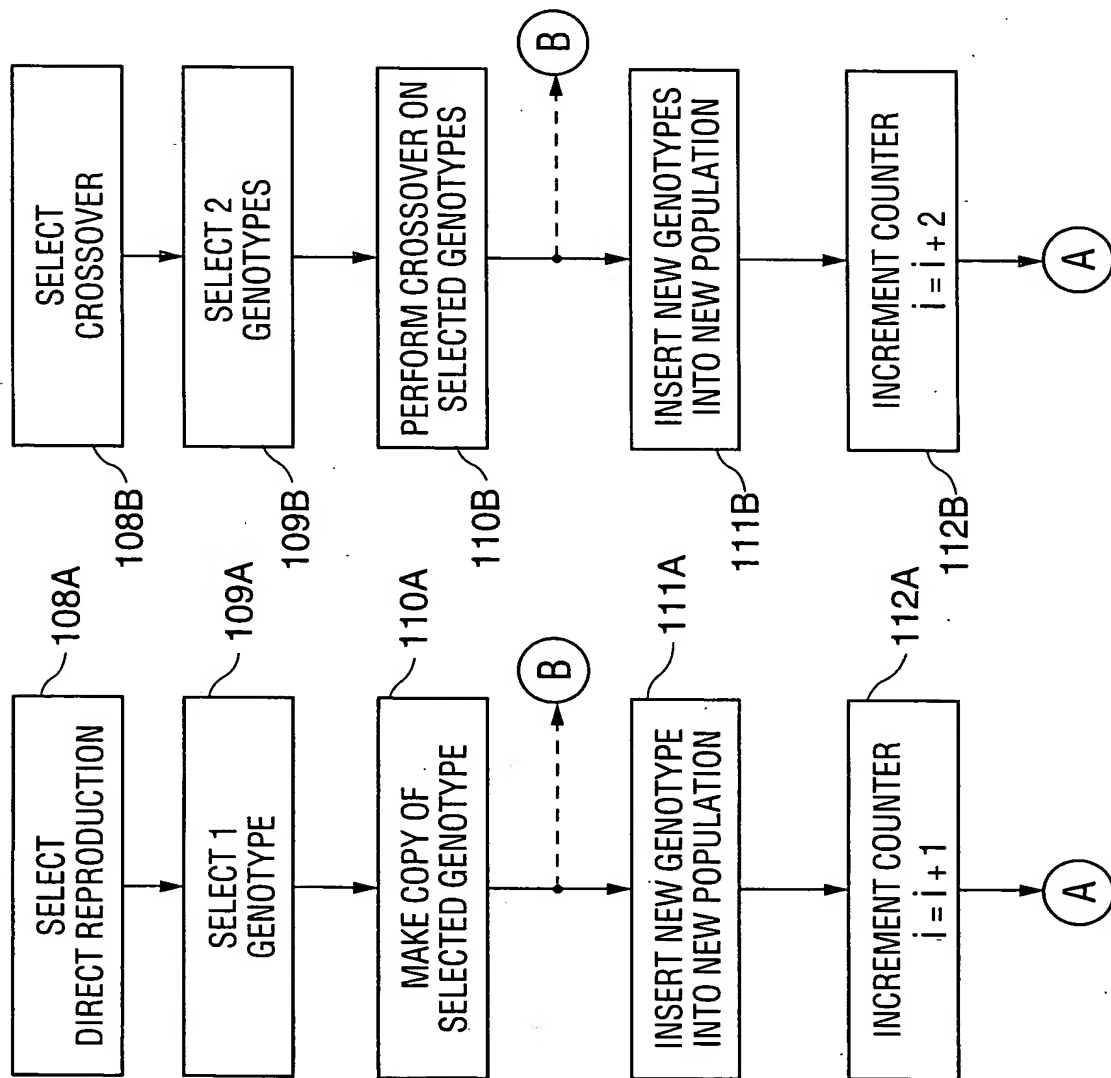 SELECT
DIRECT REPRODUCTION
108A
SELECT 1
GENOTYPE
109A
MAKE COPY OF
SELECTED GENOTYPE
110A
B
INSERT NEW GENOTYPE
INTO NEW POPULATION
111A
INCREMENT COUNTER
i = i + 1
112A
A
SELECT
CROSSOVER
108B
SELECT 2
GENOTYPES
109B
PERFORM CROSSOVER ON
SELECTED GENOTYPES
110B
B
INSERT NEW GENOTYPES
INTO NEW POPULATION
111B
INCREMENT COUNTER
i = i + 2
112B
A